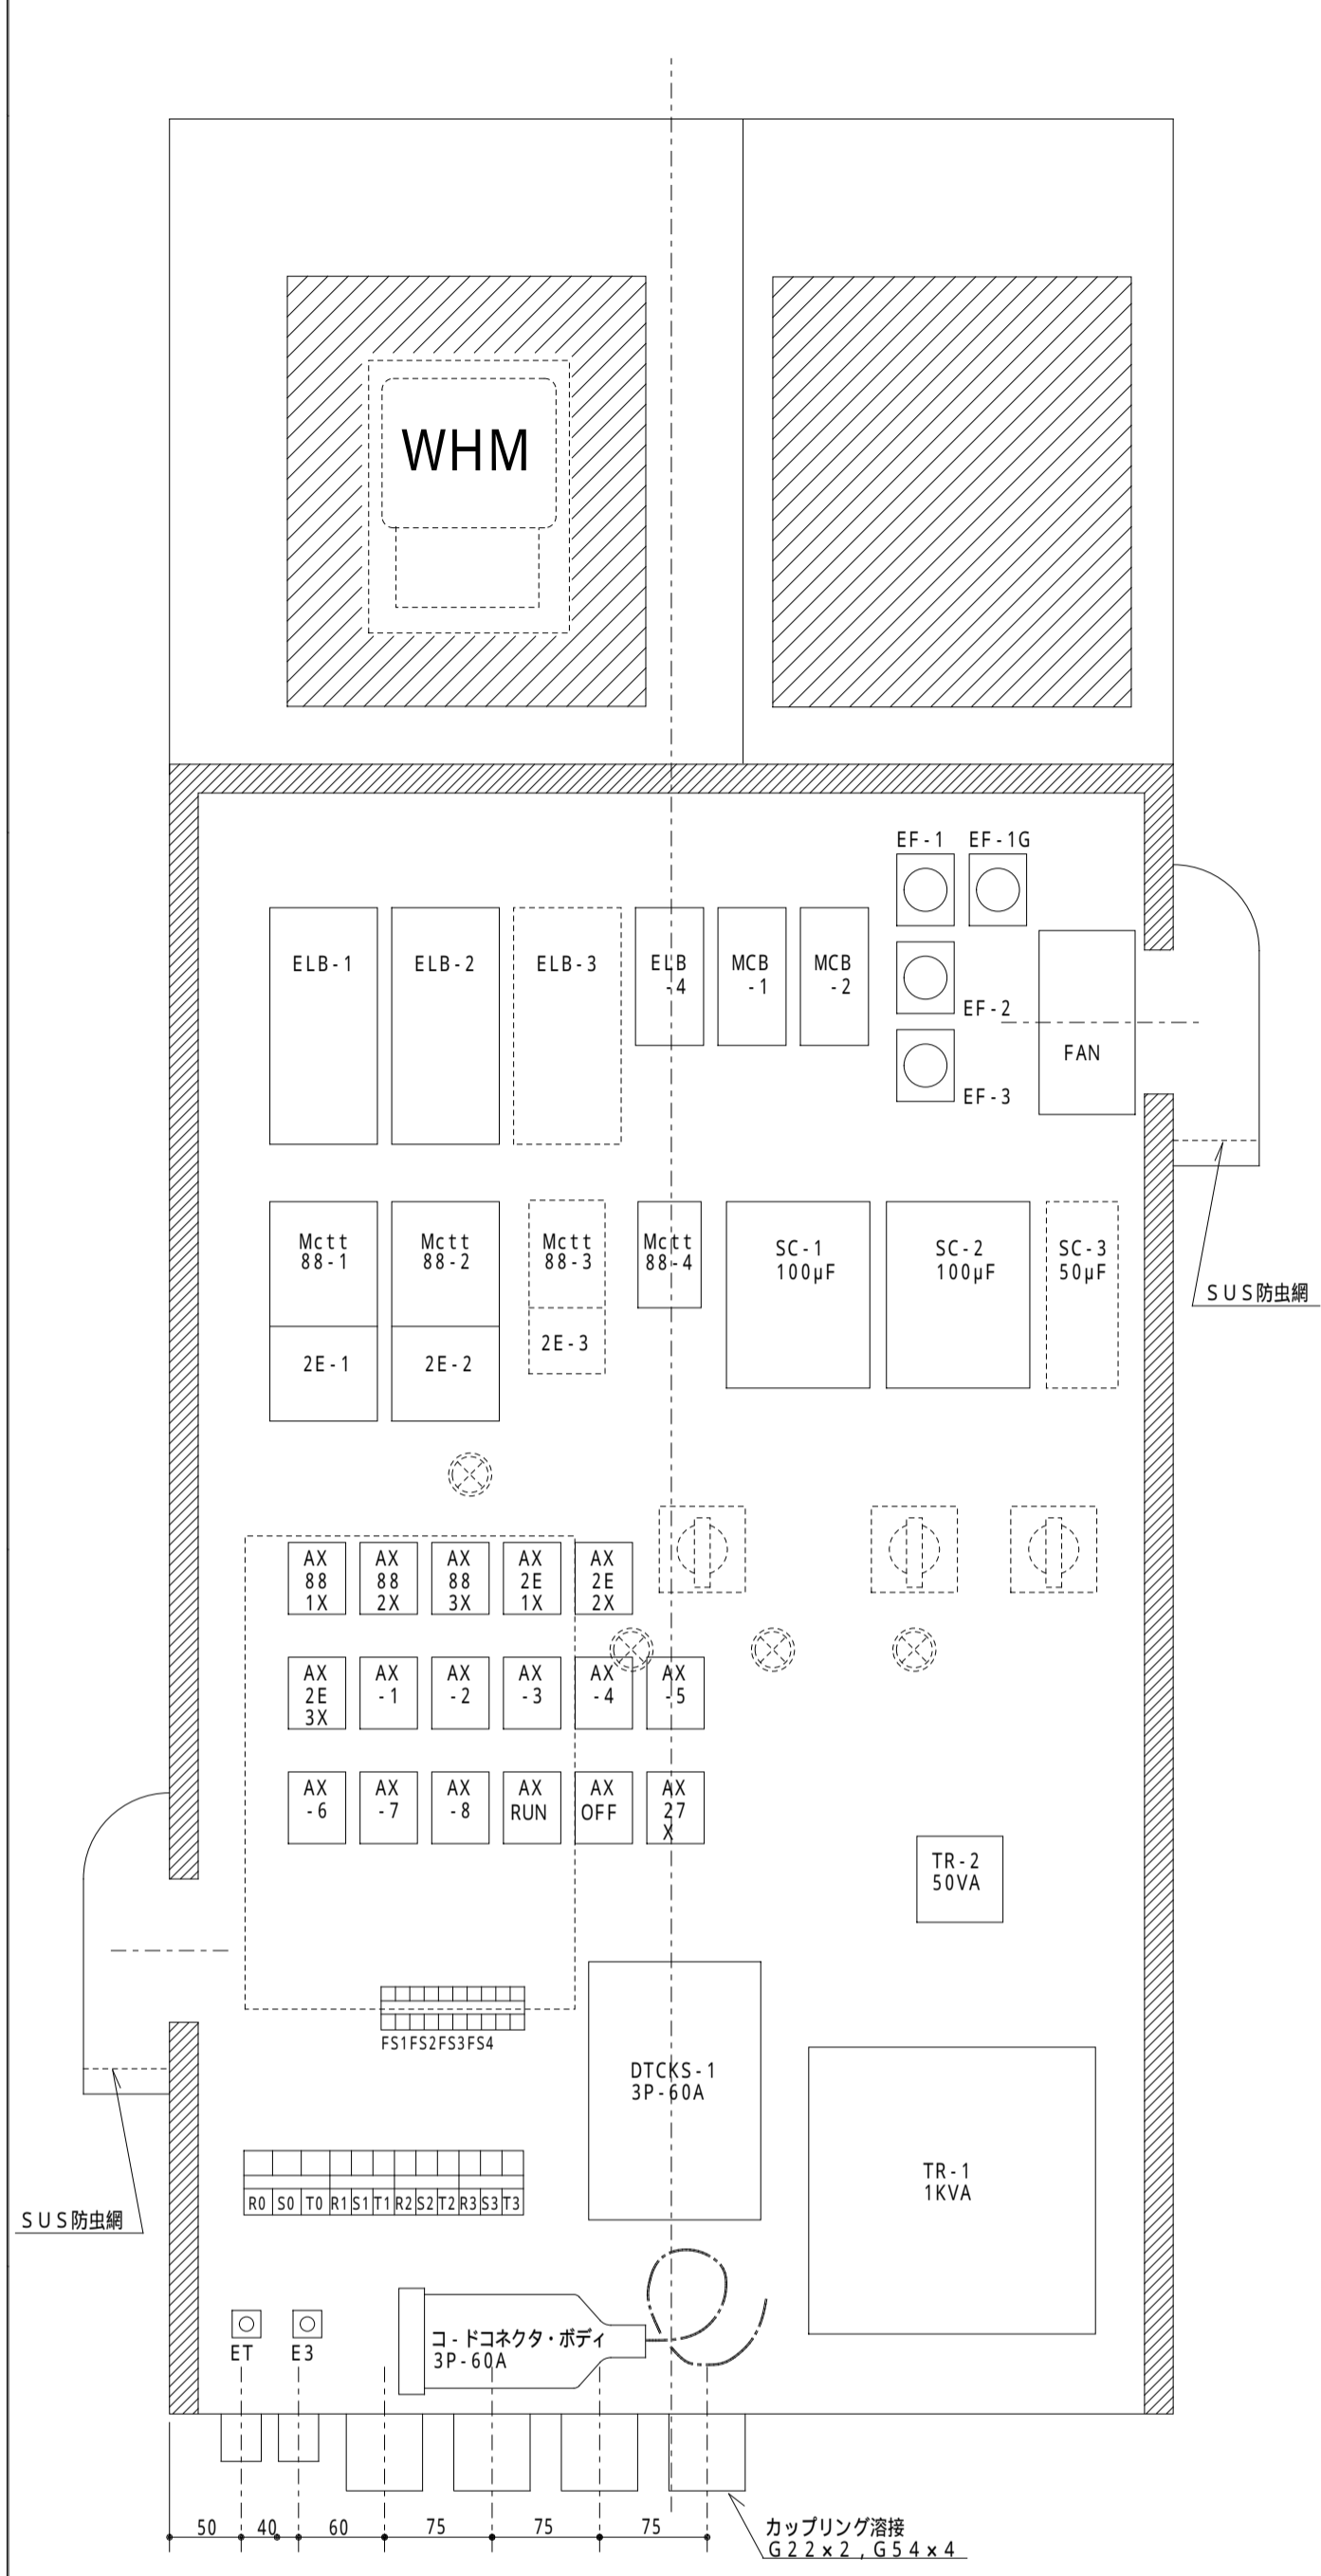 WHM
EF-1 EF-1G
ELB-1 ELB-2 ELB-3 ELB MCB MCB
-4 -1 -2
EF-2
FAN
EF-3
Mctt Mctt Mctt Mctt SC-1 SC-2 SC-3
88-1 88-2 88-3 88-4 100μF 100μF 50μF
SUS防虫網
2E-3
2E-1 2E-2
AX AX AX AX AX
88 88 88 2E 2E
1X 2X 3X 1X 2X
AX AX AX AX AX AX
2E -1 -2 -3 -4 -5
3X
AX AX AX AX AX AX
-6 -7 -8 RUN OFF 27
X
TR-2
50VA
FS1FS2FS3FS4
DTCKS-1
3P-60A
TR-1
1KVA
R0 S0 T0 R1 S1 T1 R2 S2 T2 R3 S3 T3
SUS防虫網
コ-ドコネクタ・ボディ
3P-60A
ET E3
50 40 60 75 75 75
カップリング溶接
G22×2,G54×4